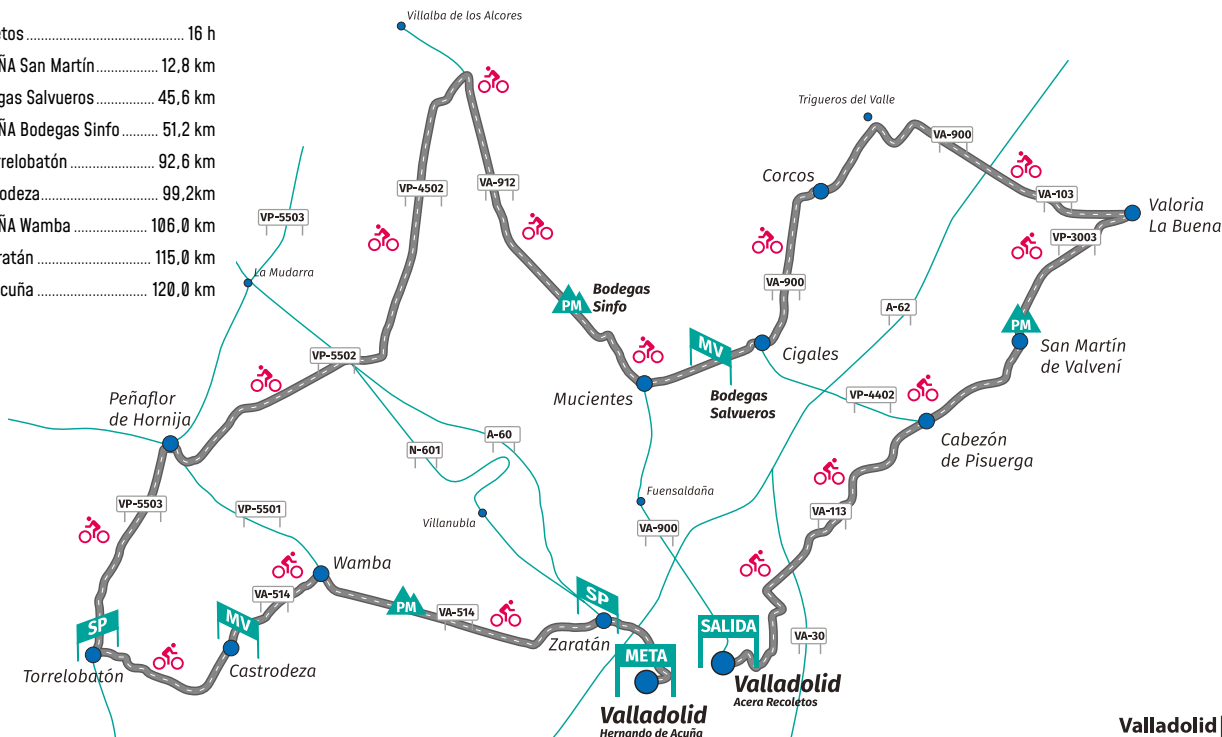 etos 16 h
ÑA San Martín 12,8 km
gas Salvueros 45,6 km
ÑA Bodegas Sinfo 51,2 km
rrelobatón 92,6 km
odeza 99,2km
ÑA Wamba 106,0 km
ratán 115,0 km
cuña 120,0 km
Villalba de los Alcores
Trigueros del Valle
VA-900
VP-4502
VA-912
Corcos
VA-103
Valoria
La Buena
VP-5503
VP-3003
La Mudarra
VA-900
PM
Bodegas
Sinfo
A-62
PM
San Martín
de Valvení
MV
Cigales
VP-5502
Mucientes
Bodegas
Salvueros
VP-4402
Peñaflor
de Hornija
Cabezón
de Pisuerga
A-60
N-601
VP-5503
VP-5501
Villanubla
Fuensaldaña
VA-900
VA-113
Wamba
VA-514
PM
VA-514
SP
SP
MV
Zaratán
SALIDA
VA-30
META
Torrelobatón
Castrodeza
Valladolid
Acera Recoletos
Valladolid
Hernando de Acuña
Valladolid